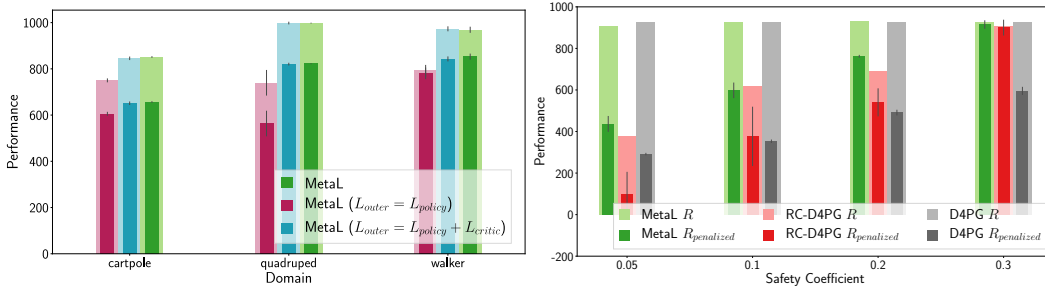 1000
800
600
400
200
0
Performance
cartpole
quadruped
walker
Domain
MetaL
MetaL (L_outer = L_policy)
MetaL (L_outer = L_policy + L_critic)
1000
800
600
400
200
0
-200
Performance
0.05
0.1
0.2
0.3
Safety Coefficient
MetaL R
MetaL R_penalized
RC-D4PG R
RC-D4PG R_penalized
D4PG R
D4PG R_penalized